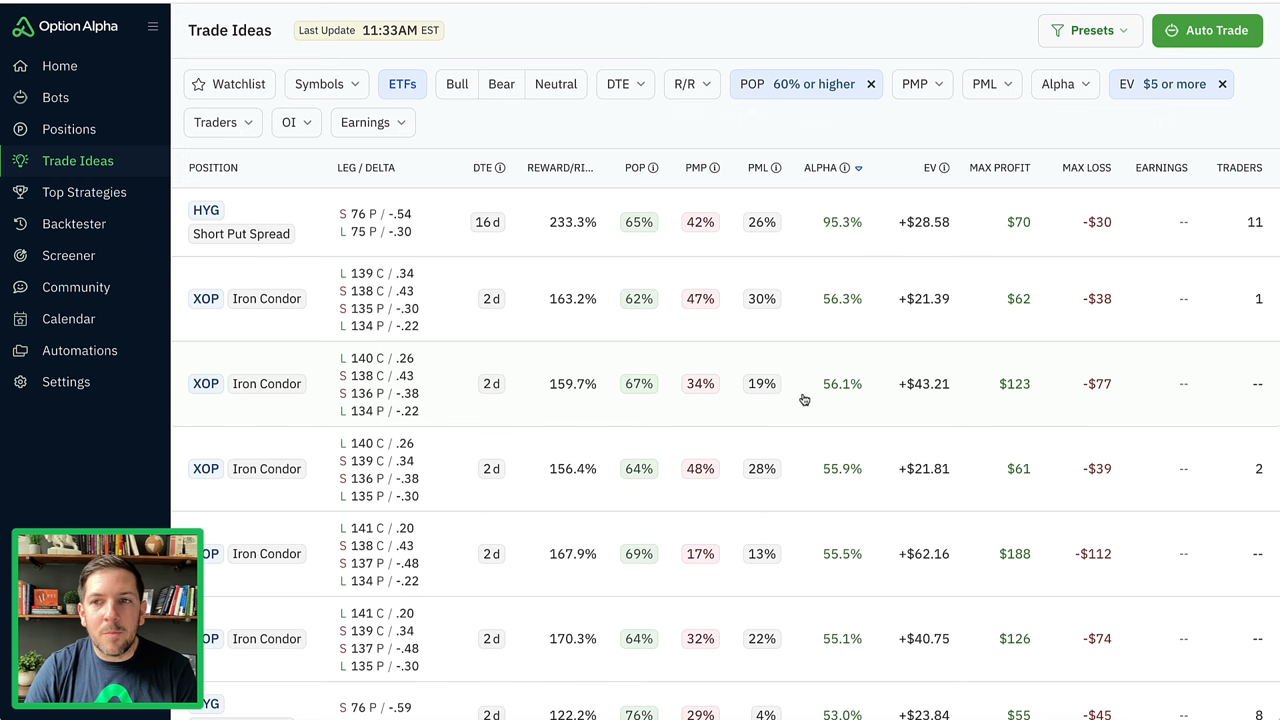 Option Alpha
Home
Bots
Positions
Trade Ideas
Top Strategies
Backtester
Screener
Community
Calendar
Automations
Settings
Trade Ideas
Last Update 11:33AM EST
Presets
Auto Trade
Watchlist Symbols ETFs Bull Bear Neutral DTE R/R POP 60% or higher × PMP PML Alpha EV $5 or more ×
Traders OI Earnings
POSITION LEG / DELTA DTE REWARD/RI... POP PMP PML ALPHA EV MAX PROFIT MAX LOSS EARNINGS TRADERS
HYG
Short Put Spread
S 76 P / -.54
L 75 P / -.30
16 d 233.3% 65% 42% 26% 95.3% +$28.58 $70 -$30 -- 11
XOP Iron Condor
L 139 C / .34
S 138 C / .43
S 135 P / -.30
L 134 P / -.22
2 d 163.2% 62% 47% 30% 56.3% +$21.39 $62 -$38 -- 1
XOP Iron Condor
L 140 C / .26
S 138 C / .43
S 136 P / -.38
L 134 P / -.22
2 d 159.7% 67% 34% 19% 56.1% +$43.21 $123 -$77 -- --
XOP Iron Condor
L 140 C / .26
S 139 C / .34
S 136 P / -.38
L 135 P / -.30
2 d 156.4% 64% 48% 28% 55.9% +$21.81 $61 -$39 -- 2
OP Iron Condor
L 141 C / .20
S 138 C / .43
S 137 P / -.48
L 134 P / -.22
2 d 167.9% 69% 17% 13% 55.5% +$62.16 $188 -$112 -- --
OP Iron Condor
L 141 C / .20
S 139 C / .34
S 137 P / -.48
L 135 P / -.30
2 d 170.3% 64% 32% 22% 55.1% +$40.75 $126 -$74 -- --
YG
S 76 P / -.59
2 d 122.2% 76% 29% 4% 53.0% +$23.84 $55 -$45 -- 8